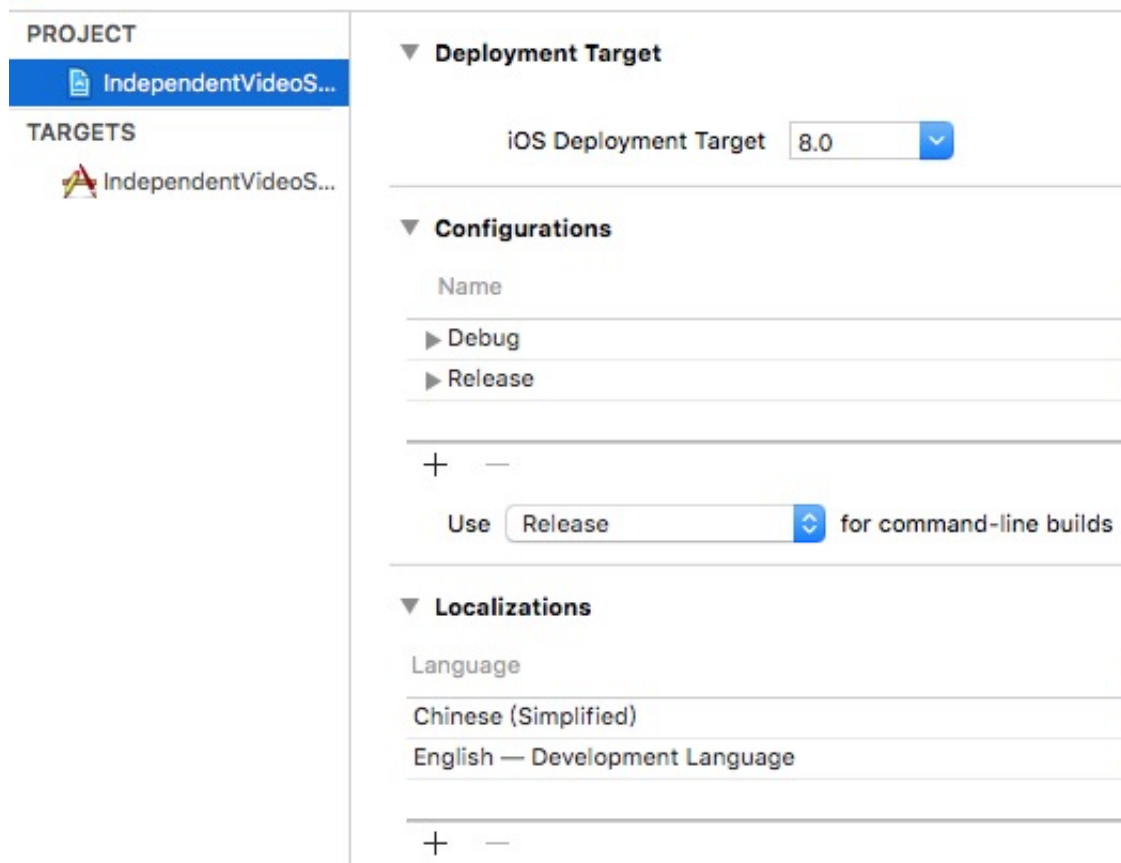 PROJECT
IndependentVideoS...
TARGETS
IndependentVideoS...
Deployment Target
iOS Deployment Target 8.0
Configurations
Name
Debug
Release
Use Release for command-line builds
Localizations
Language
Chinese (Simplified)
English — Development Language